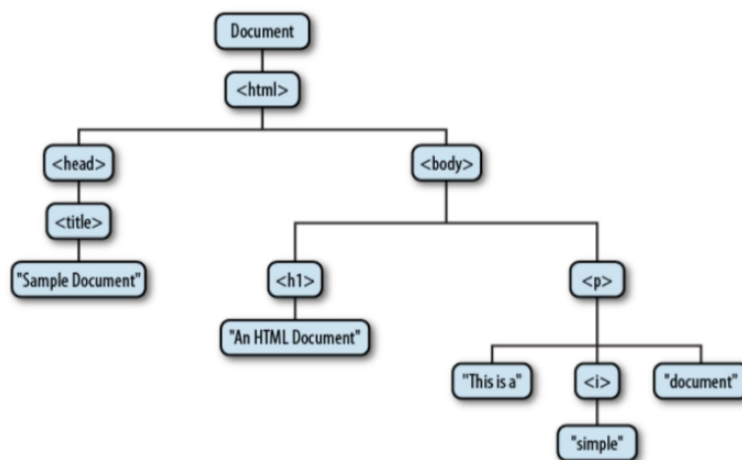 Document
<html>
<head>
<body>
<title>
"Sample Document"
<h1>
<p>
"An HTML Document"
"This is a"
<i>
"document"
"simple"